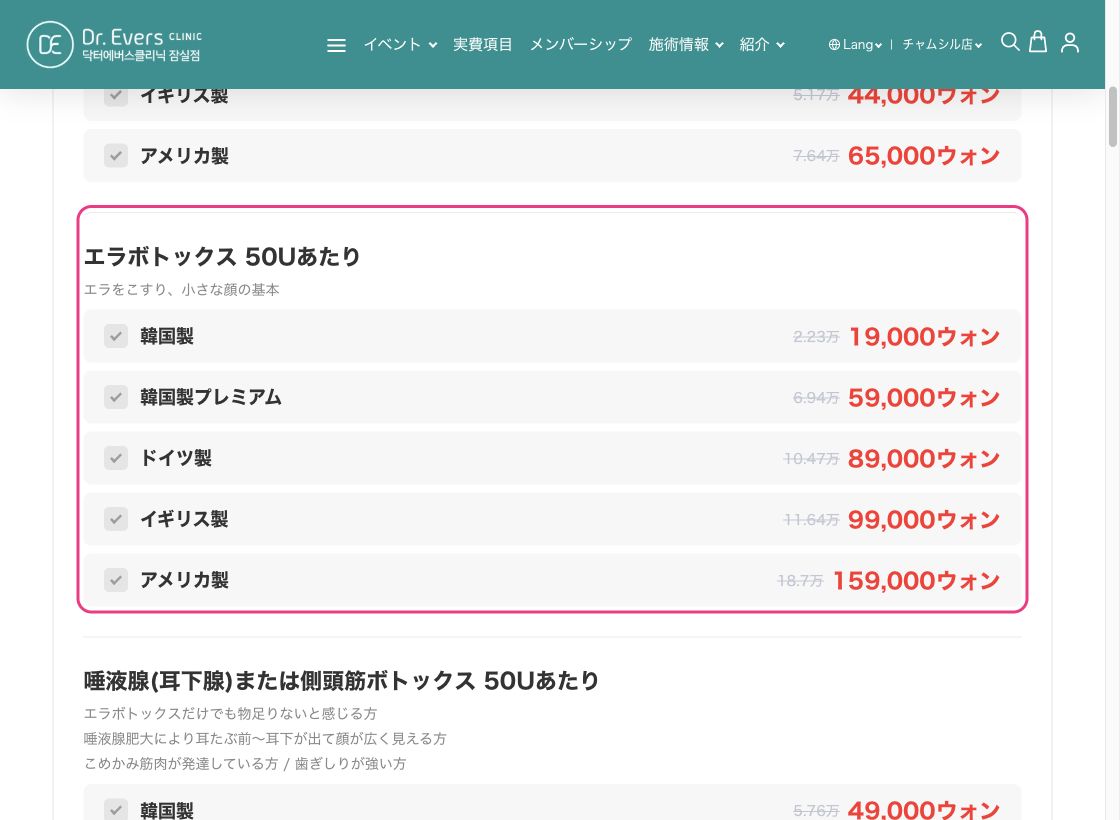 DE Dr. Evers CLINIC
닥터에버스클리닉 잠실점
イベント 実費項目 メンバーシップ 施術情報 紹介 Lang チャムシル店
イギリス製 5.17万 44,000ウォン
アメリカ製 7.64万 65,000ウォン
エラボトックス 50Uあたり
エラをこすり、小さな顔の基本
韓国製 2.23万 19,000ウォン
韓国製プレミアム 6.94万 59,000ウォン
ドイツ製 10.47万 89,000ウォン
イギリス製 11.64万 99,000ウォン
アメリカ製 18.7万 159,000ウォン
唾液腺(耳下腺)または側頭筋ボトックス 50Uあたり
エラボトックスだけでも物足りないと感じる方
唾液腺肥大により耳たぶ前〜耳下が出て顔が広く見える方
こめかみ筋肉が発達している方 / 歯ぎしりが強い方
韓国製 5.76万 49,000ウォン